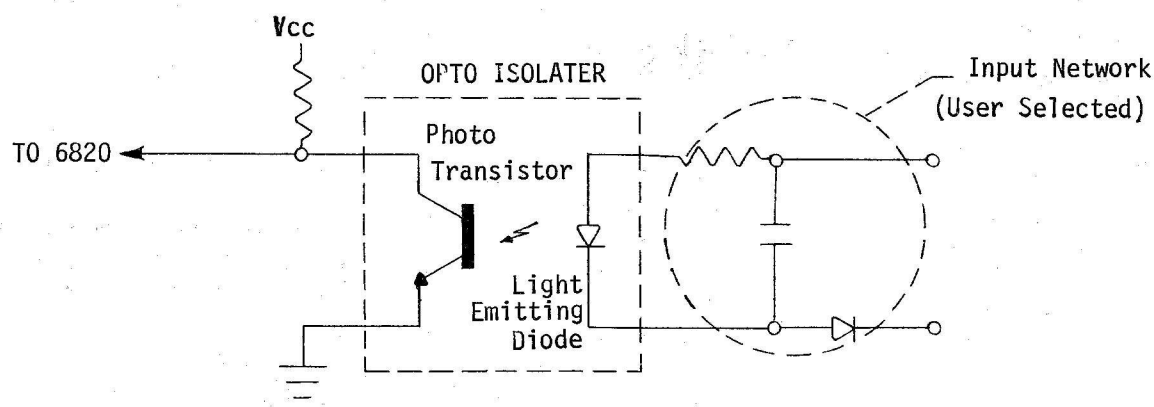 Vcc
OPTO ISOLATER
Input Network
(User Selected)
Photo
Transistor
TO 6820
Light
Emitting
Diode